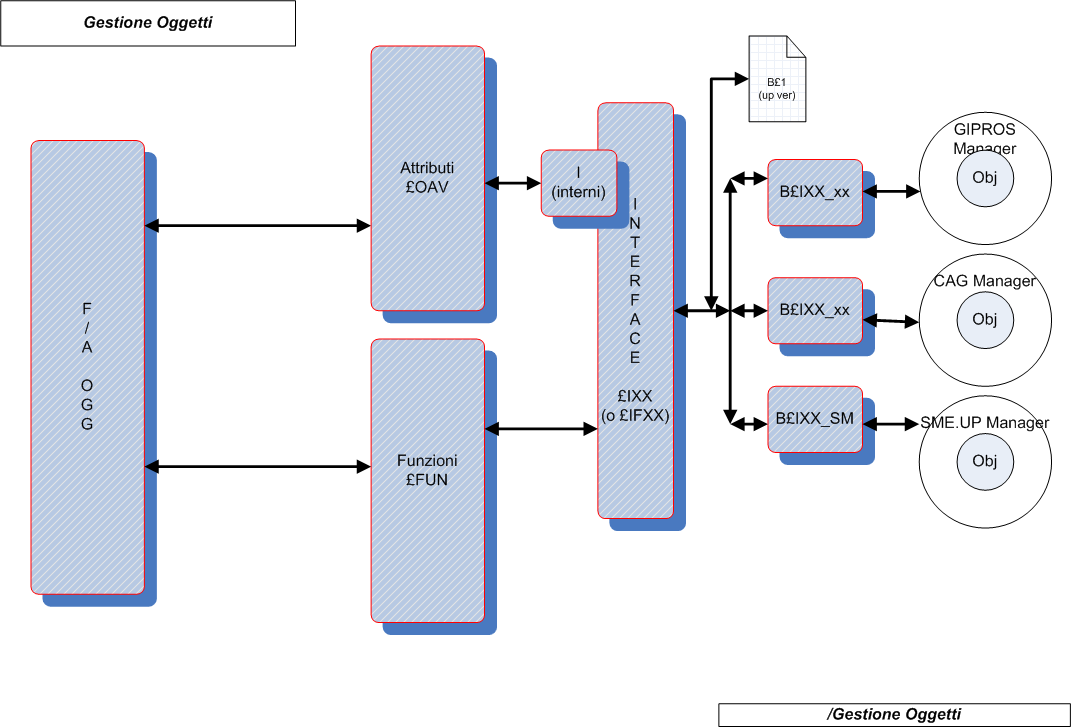 Gestione Oggetti
F
/
A
O
G
G
Attributi
£OAV
Funzioni
£FUN
I
(interni)
I
N
T
E
R
F
A
C
E
£IXX
(o £IFXX)
B£1
(up ver)
B£IXX_xx
B£IXX_xx
B£IXX_SM
GIPROS
Manager
Obj
CAG Manager
Obj
SME.UP Manager
Obj
/Gestione Oggetti